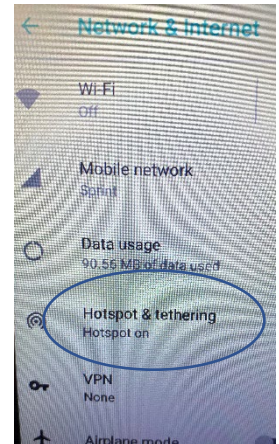 Network & Internet
Wi-Fi
Off
Mobile network
Sprint
Data usage
90.56 MB of data used
Hotspot & tethering
Hotspot on
VPN
None
Airplane mode